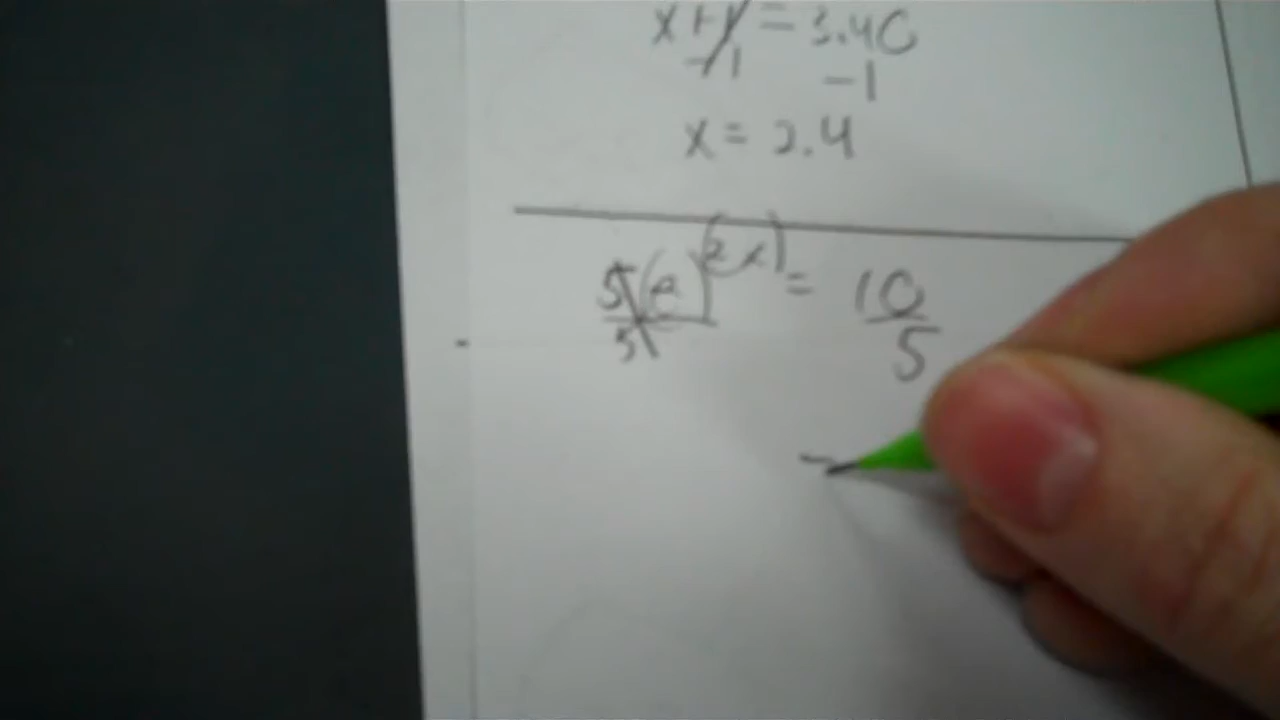 x+1 = 3.40
-1 -1
x = 2.4
5(e)^(2x) = 10
5 5
=